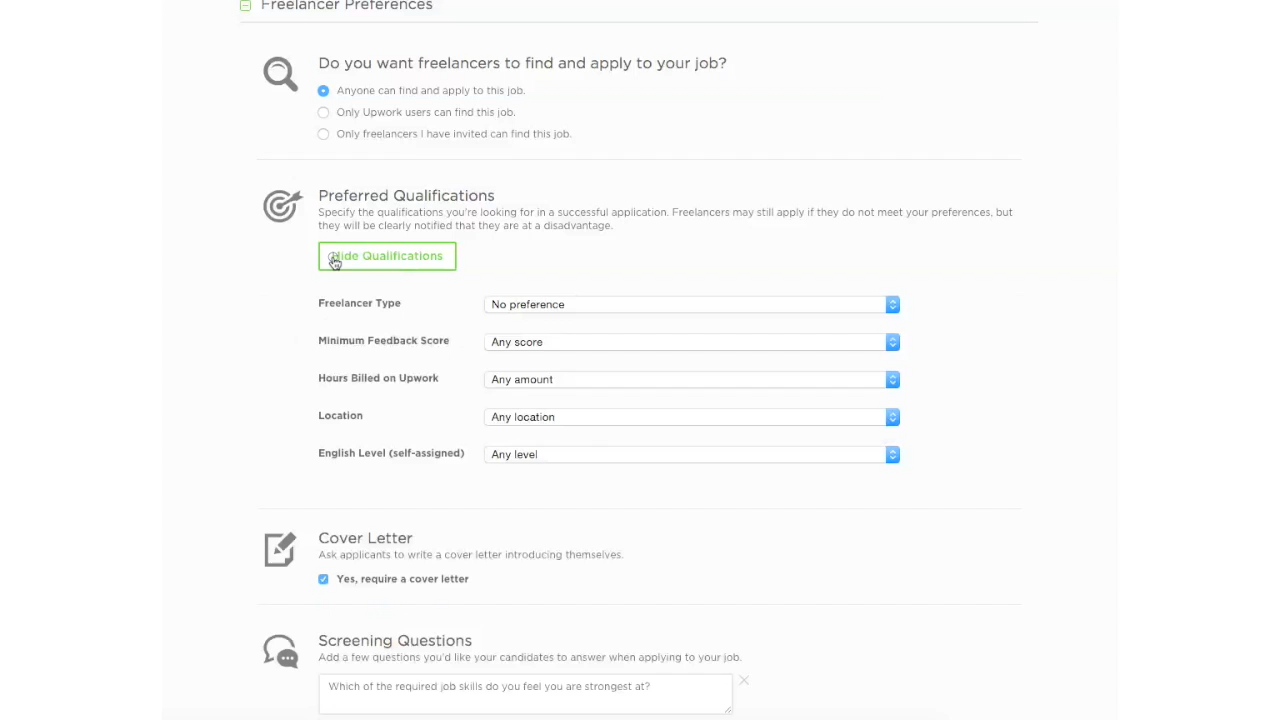 Freelancer Preferences
Do you want freelancers to find and apply to your job?
Anyone can find and apply to this job.
Only Upwork users can find this job.
Only freelancers I have invited can find this job.
Preferred Qualifications
Specify the qualifications you're looking for in a successful application. Freelancers may still apply if they do not meet your preferences, but
they will be clearly notified that they are at a disadvantage.
Hide Qualifications
Freelancer Type No preference
Minimum Feedback Score Any score
Hours Billed on Upwork Any amount
Location Any location
English Level (self-assigned) Any level
Cover Letter
Ask applicants to write a cover letter introducing themselves.
Yes, require a cover letter
Screening Questions
Add a few questions you'd like your candidates to answer when applying to your job.
Which of the required job skills do you feel you are strongest at?